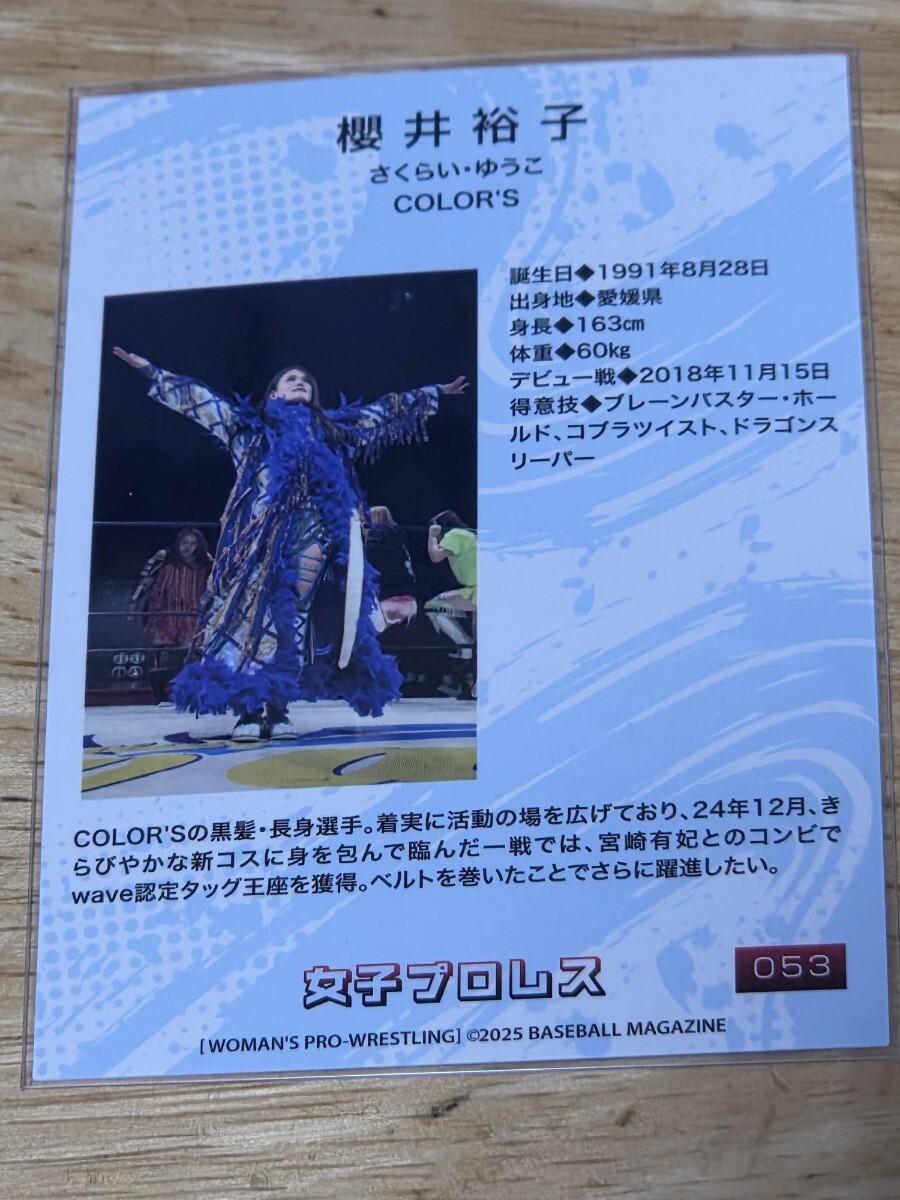 櫻井裕子
さくらい・ゆうこ
COLOR'S
誕生日◆1991年8月28日
出身地◆愛媛県
身長◆163㎝
体重◆60㎏
デビュー戦◆2018年11月15日
得意技◆ブレーンバスター・ホー
ルド、コブラツイスト、ドラゴンス
リーパー
COLOR'Sの黒髪・長身選手。着実に活動の場を広げており、24年12月、き
らびやかな新コスに身を包んで臨んだ一戦では、宮崎有妃とのコンビで
wave認定タッグ王座を獲得。ベルトを巻いたことでさらに躍進したい。
女子プロレス
053
[WOMAN'S PRO-WRESTLING] ©2025 BASEBALL MAGAZINE